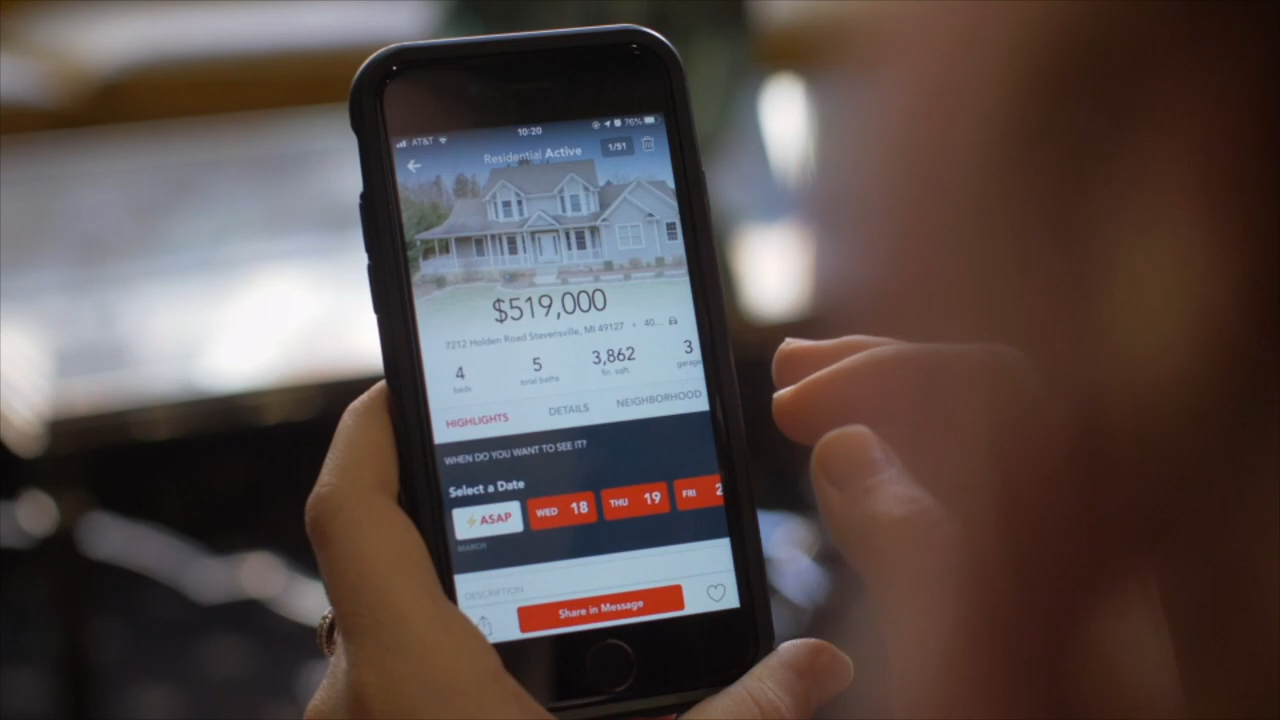 AT&T 10:20 76%
Residential Active 1/51
$519,000
7212 Holden Road Stevensville, MI 49127 • 40...
4 5 3,862 3
beds total baths fin. sqft garage
HIGHLIGHTS DETAILS NEIGHBORHOOD
WHEN DO YOU WANT TO SEE IT?
Select a Date
ASAP WED 18 THU 19 FRI 2
MARCH
DESCRIPTION
Share in Message